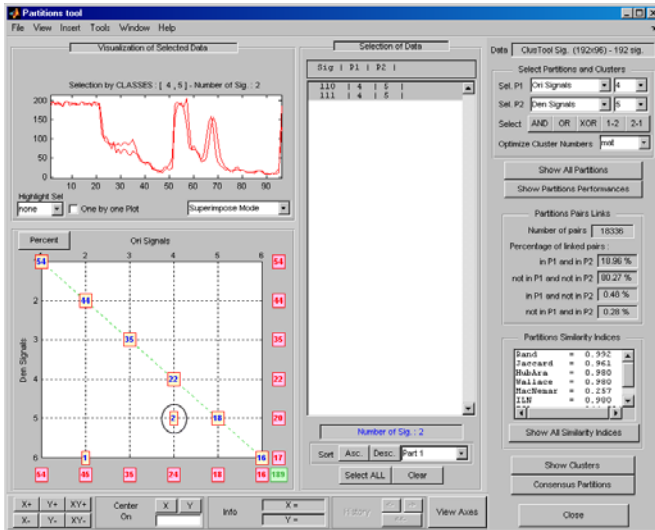 Partitions tool
File View Insert Tools Window Help
Visualization of Selected Data
Selection by CLASSES : [ 4 , 5 ] - Number of Sig. : 2
200
150
100
50
0
10 20 30 40 50 60 70 80 90
Highlight Sel
none One by one Plot Superimpose Mode
Percent Ori Signals
1 2 3 4 5 6
54 54
2 44 44
3 35 35
Den Signals
4 22 22
5 2 18 20
6 1 16 17
54 45 35 24 18 16 189
Selection of Data
Sig | P1 | P2 |
110 | 4 | 5 |
111 | 4 | 5 |
Number of Sig. : 2
Sort Asc. Desc. Part 1
Select ALL Clear
Data ClusTool Sig. (192x96) - 192 sig.
Select Partitions and Clusters
Sel. P1 Ori Signals 4
Sel. P2 Den Signals 5
Select AND OR XOR 1-2 2-1
Optimize Cluster Numbers mat
Show All Partitions
Show Partitions Performances
Partitions Pairs Links
Number of pairs 18336
Percentage of linked pairs :
in P1 and in P2 18.96 %
not in P1 and not in P2 80.27 %
in P1 and not in P2 0.48 %
not in P1 and in P2 0.28 %
Partitions Similarity Indices
Rand = 0.992
Jaccard = 0.961
HubAra = 0.980
Wallace = 0.980
MacNemar = 0.257
ILN = 0.980
Show All Similarity Indices
Show Clusters
Consensus Partitions
Close
X+ Y+ XY+
X- Y- XY-
Center On X Y
Info X =
Y =
History
View Axes